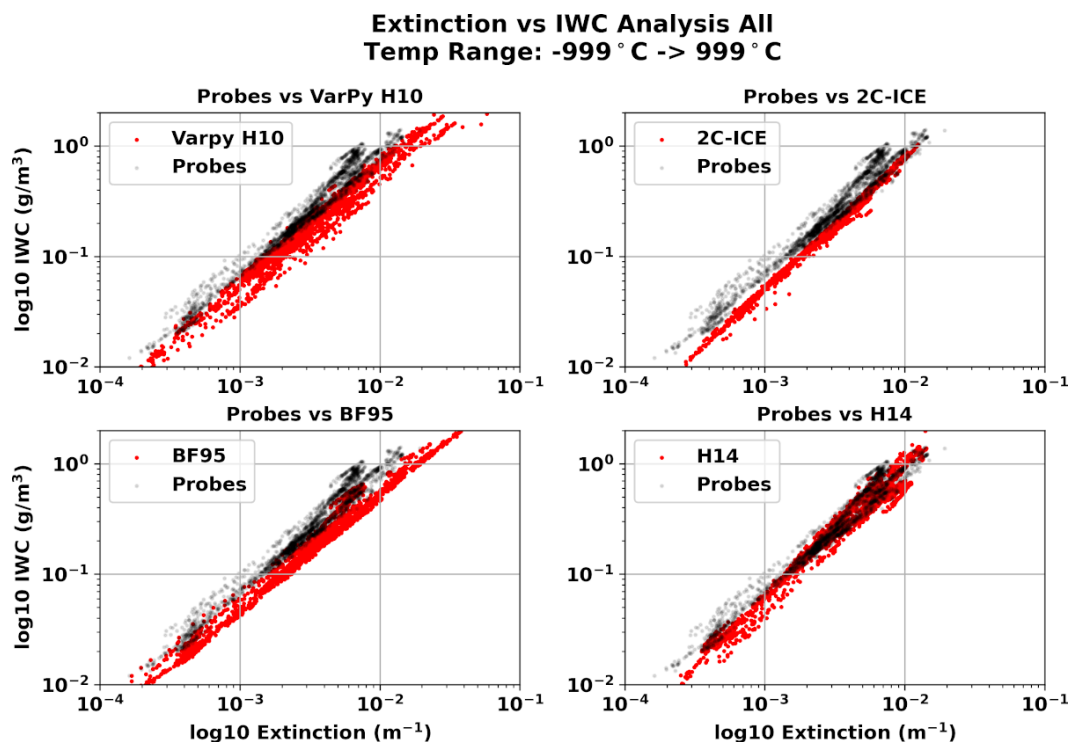 Extinction vs IWC Analysis All
Temp Range: -999°C -> 999°C
Probes vs VarPy H10
Probes vs 2C-ICE
Varpy H10
Probes
2C-ICE
Probes
log10 IWC (g/m³)
10⁰
10⁻¹
10⁻²
10⁰
10⁻¹
10⁻²
10⁻⁴ 10⁻³ 10⁻² 10⁻¹
10⁻⁴ 10⁻³ 10⁻² 10⁻¹
Probes vs BF95
Probes vs H14
BF95
Probes
H14
Probes
log10 IWC (g/m³)
10⁰
10⁻¹
10⁻²
10⁰
10⁻¹
10⁻²
10⁻⁴ 10⁻³ 10⁻² 10⁻¹
10⁻⁴ 10⁻³ 10⁻² 10⁻¹
log10 Extinction (m⁻¹)
log10 Extinction (m⁻¹)